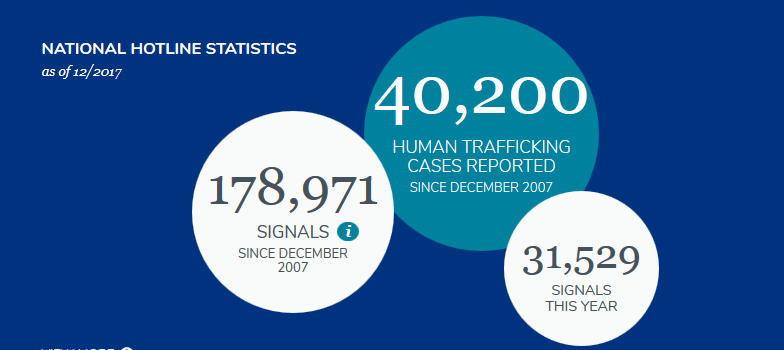 NATIONAL HOTLINE STATISTICS
as of 12/2017
40,200
HUMAN TRAFFICKING
CASES REPORTED
SINCE DECEMBER 2007
178,971
SIGNALS i
SINCE DECEMBER
2007
31,529
SIGNALS
THIS YEAR